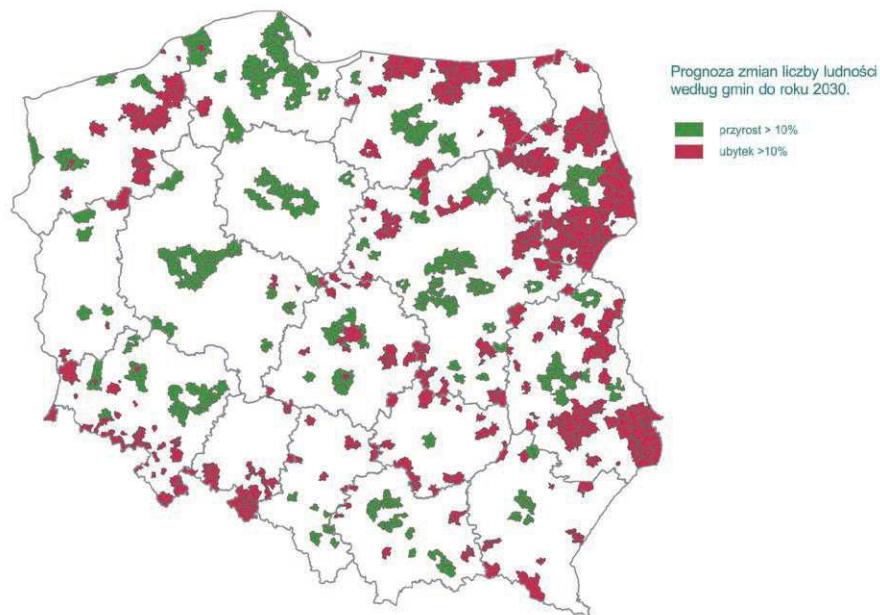 Prognoza zmian liczby ludności
według gmin do roku 2030.
przyrost > 10%
ubytek >10%